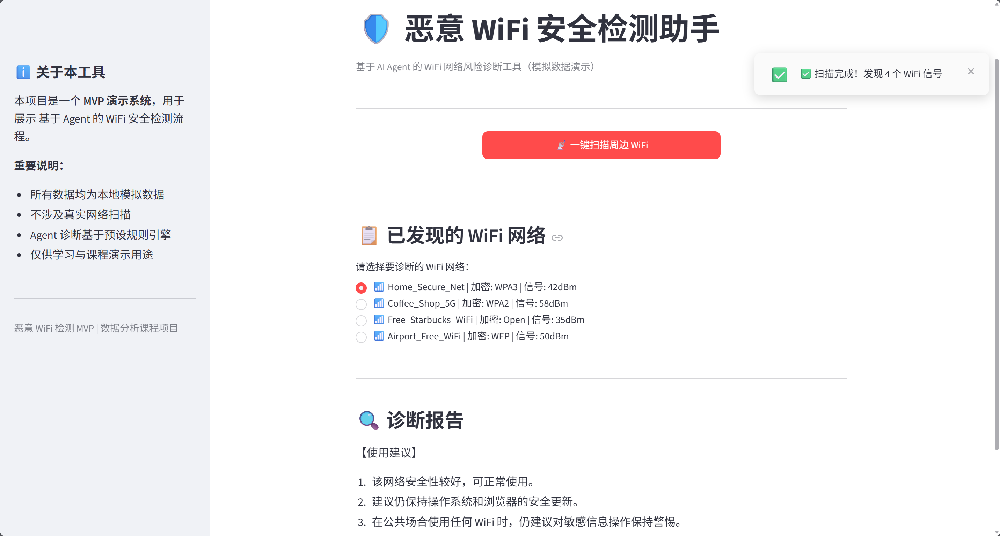 关于本工具
本项目是一个 MVP 演示系统，用于
展示 基于 Agent 的 WiFi 安全检测流
程。
重要说明：
所有数据均为本地模拟数据
不涉及真实网络扫描
Agent 诊断基于预设规则引擎
仅供学习与课程演示用途
恶意 WiFi 检测 MVP | 数据分析课程项目
恶意 WiFi 安全检测助手
基于 AI Agent 的 WiFi 网络风险诊断工具（模拟数据演示）
扫描完成！发现 4 个 WiFi 信号
一键扫描周边 WiFi
已发现的 WiFi 网络
请选择要诊断的 WiFi 网络：
Home_Secure_Net | 加密: WPA3 | 信号: 42dBm
Coffee_Shop_5G | 加密: WPA2 | 信号: 58dBm
Free_Starbucks_WiFi | 加密: Open | 信号: 35dBm
Airport_Free_WiFi | 加密: WEP | 信号: 50dBm
诊断报告
【使用建议】
1. 该网络安全性较好，可正常使用。
2. 建议仍保持操作系统和浏览器的安全更新。
3. 在公共场合使用任何 WiFi 时，仍建议对敏感信息操作保持警惕。